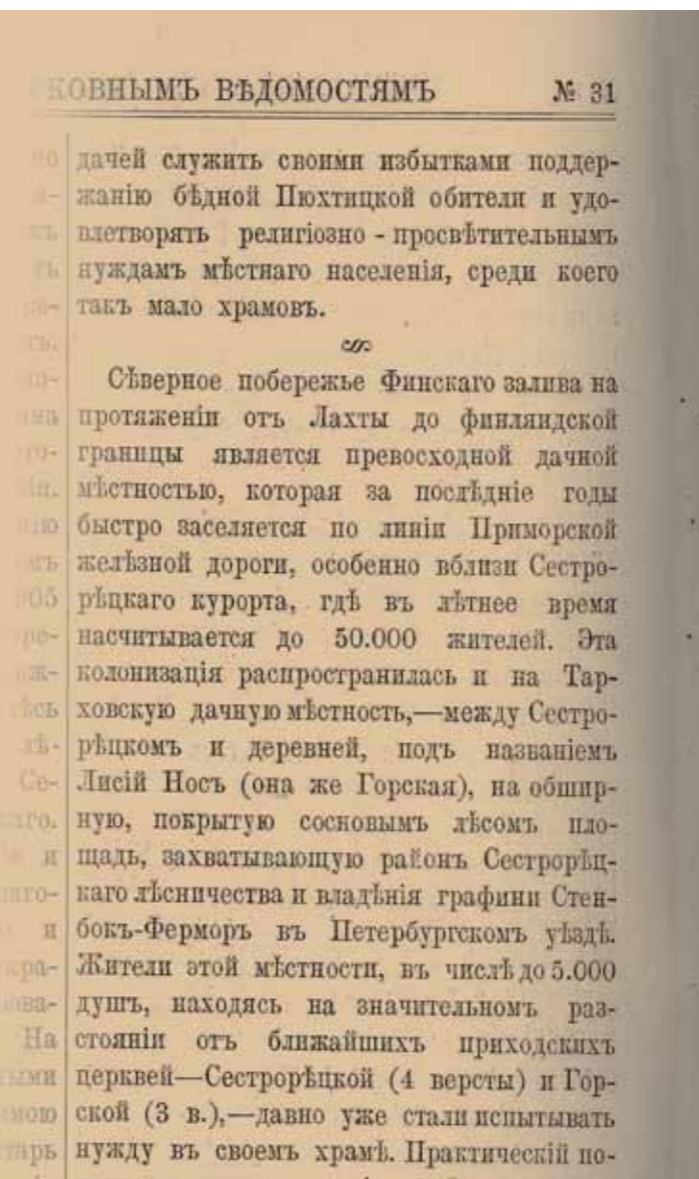 КОВНЫМЪ ВѢДОМОСТЯМЪ № 31
дачей служить своими избытками поддер-
жанію бѣдной Пюхтицкой обители и удо-
влетворять религіозно - просвѣтительнымъ
нуждамъ мѣстнаго населенія, среди коего
такъ мало храмовъ.
Сѣверное побережье Финскаго залива на
протяженіи отъ Лахты до финляндской
границы является превосходной дачной
мѣстностью, которая за послѣдніе годы
быстро заселяется по линіи Приморской
желѣзной дороги, особенно вблизи Сестро-
рѣцкаго курорта, гдѣ въ лѣтнее время
насчитывается до 50.000 жителей. Эта
колонизація распространилась и на Тар-
ховскую дачную мѣстность,—между Сестро-
рѣцкомъ и деревней, подъ названіемъ
Лисій Носъ (она же Горская), на обшир-
ную, покрытую сосновымъ лѣсомъ пло-
щадь, захватывающую районъ Сестрорѣц-
каго лѣсничества и владѣнія графини Стен-
бокъ-Ферморъ въ Петербургскомъ уѣздѣ.
Жители этой мѣстности, въ числѣ до 5.000
душъ, находясь на значительномъ раз-
стояніи отъ ближайшихъ приходскихъ
церквей—Сестрорѣцкой (4 версты) и Гор-
ской (3 в.),—давно уже стали испытывать
нужду въ своемъ храмѣ. Практическій по-